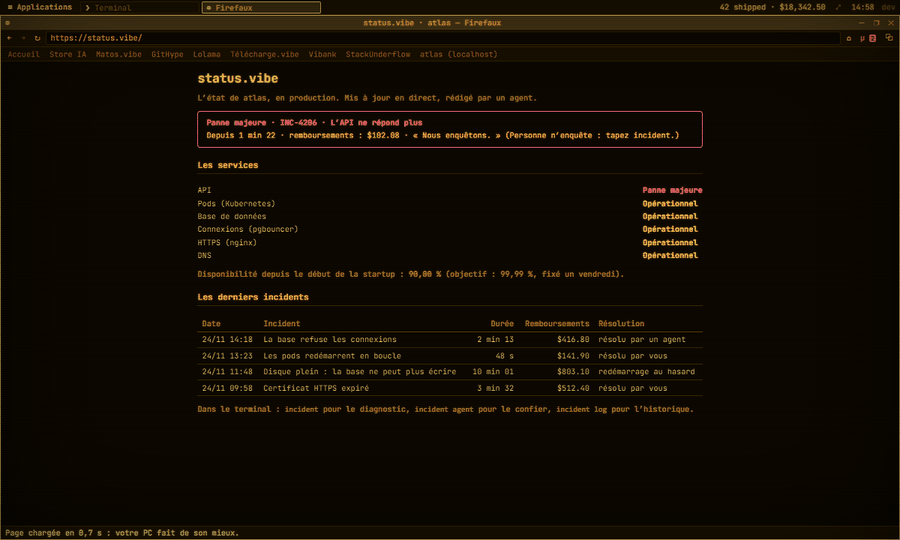 ≡ Applications
❯ Terminal
Firefaux
42 shipped · $18,342.50
14:58
dev
status.vibe · atlas — Firefaux
https://status.vibe/
Accueil Store IA Matos.vibe GitHype Lolama Télécharge.vibe Vibank StackUnderflow atlas (localhost)
status.vibe
L’état de atlas, en production. Mis à jour en direct, rédigé par un agent.
Panne majeure · INC-4206 · L’API ne répond plus
Depuis 1 min 22 · remboursements : $102.08 · « Nous enquêtons. » (Personne n’enquête : tapez incident.)
Les services
API Panne majeure
Pods (Kubernetes) Opérationnel
Base de données Opérationnel
Connexions (pgbouncer) Opérationnel
HTTPS (nginx) Opérationnel
DNS Opérationnel
Disponibilité depuis le début de la startup : 90,00 % (objectif : 99,99 %, fixé un vendredi).
Les derniers incidents
Date Incident Durée Remboursements Résolution
24/11 14:18 La base refuse les connexions 2 min 13 $416.80 résolu par un agent
24/11 13:23 Les pods redémarrent en boucle 48 s $141.90 résolu par vous
24/11 11:48 Disque plein : la base ne peut plus écrire 10 min 01 $803.10 redémarrage au hasard
24/11 09:58 Certificat HTTPS expiré 3 min 32 $512.40 résolu par vous
Dans le terminal : incident pour le diagnostic, incident agent pour le confier, incident log pour l’historique.
Page chargée en 0,7 s : votre PC fait de son mieux.